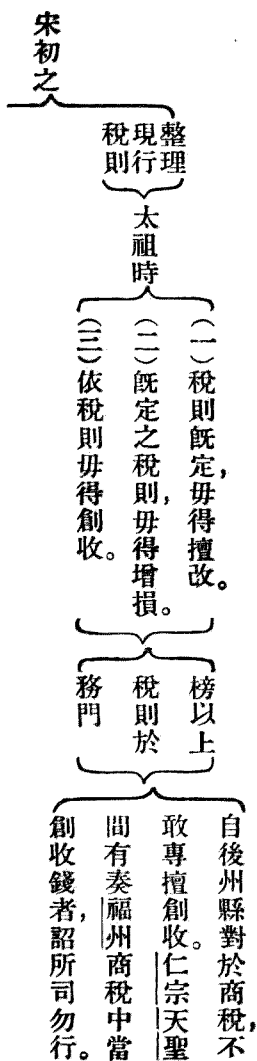 宋初之
整理
現行
稅則
太祖時
（一）稅則旣定，毋得擅改。
（二）旣定之稅則，毋得增損。
（三）依稅則毋得創收。
榜以上
稅則於
務門
自後州縣對於商稅，不
敢專擅創收。仁宗天聖
間有奏福州商稅中當
創收錢者，詔所司勿行。